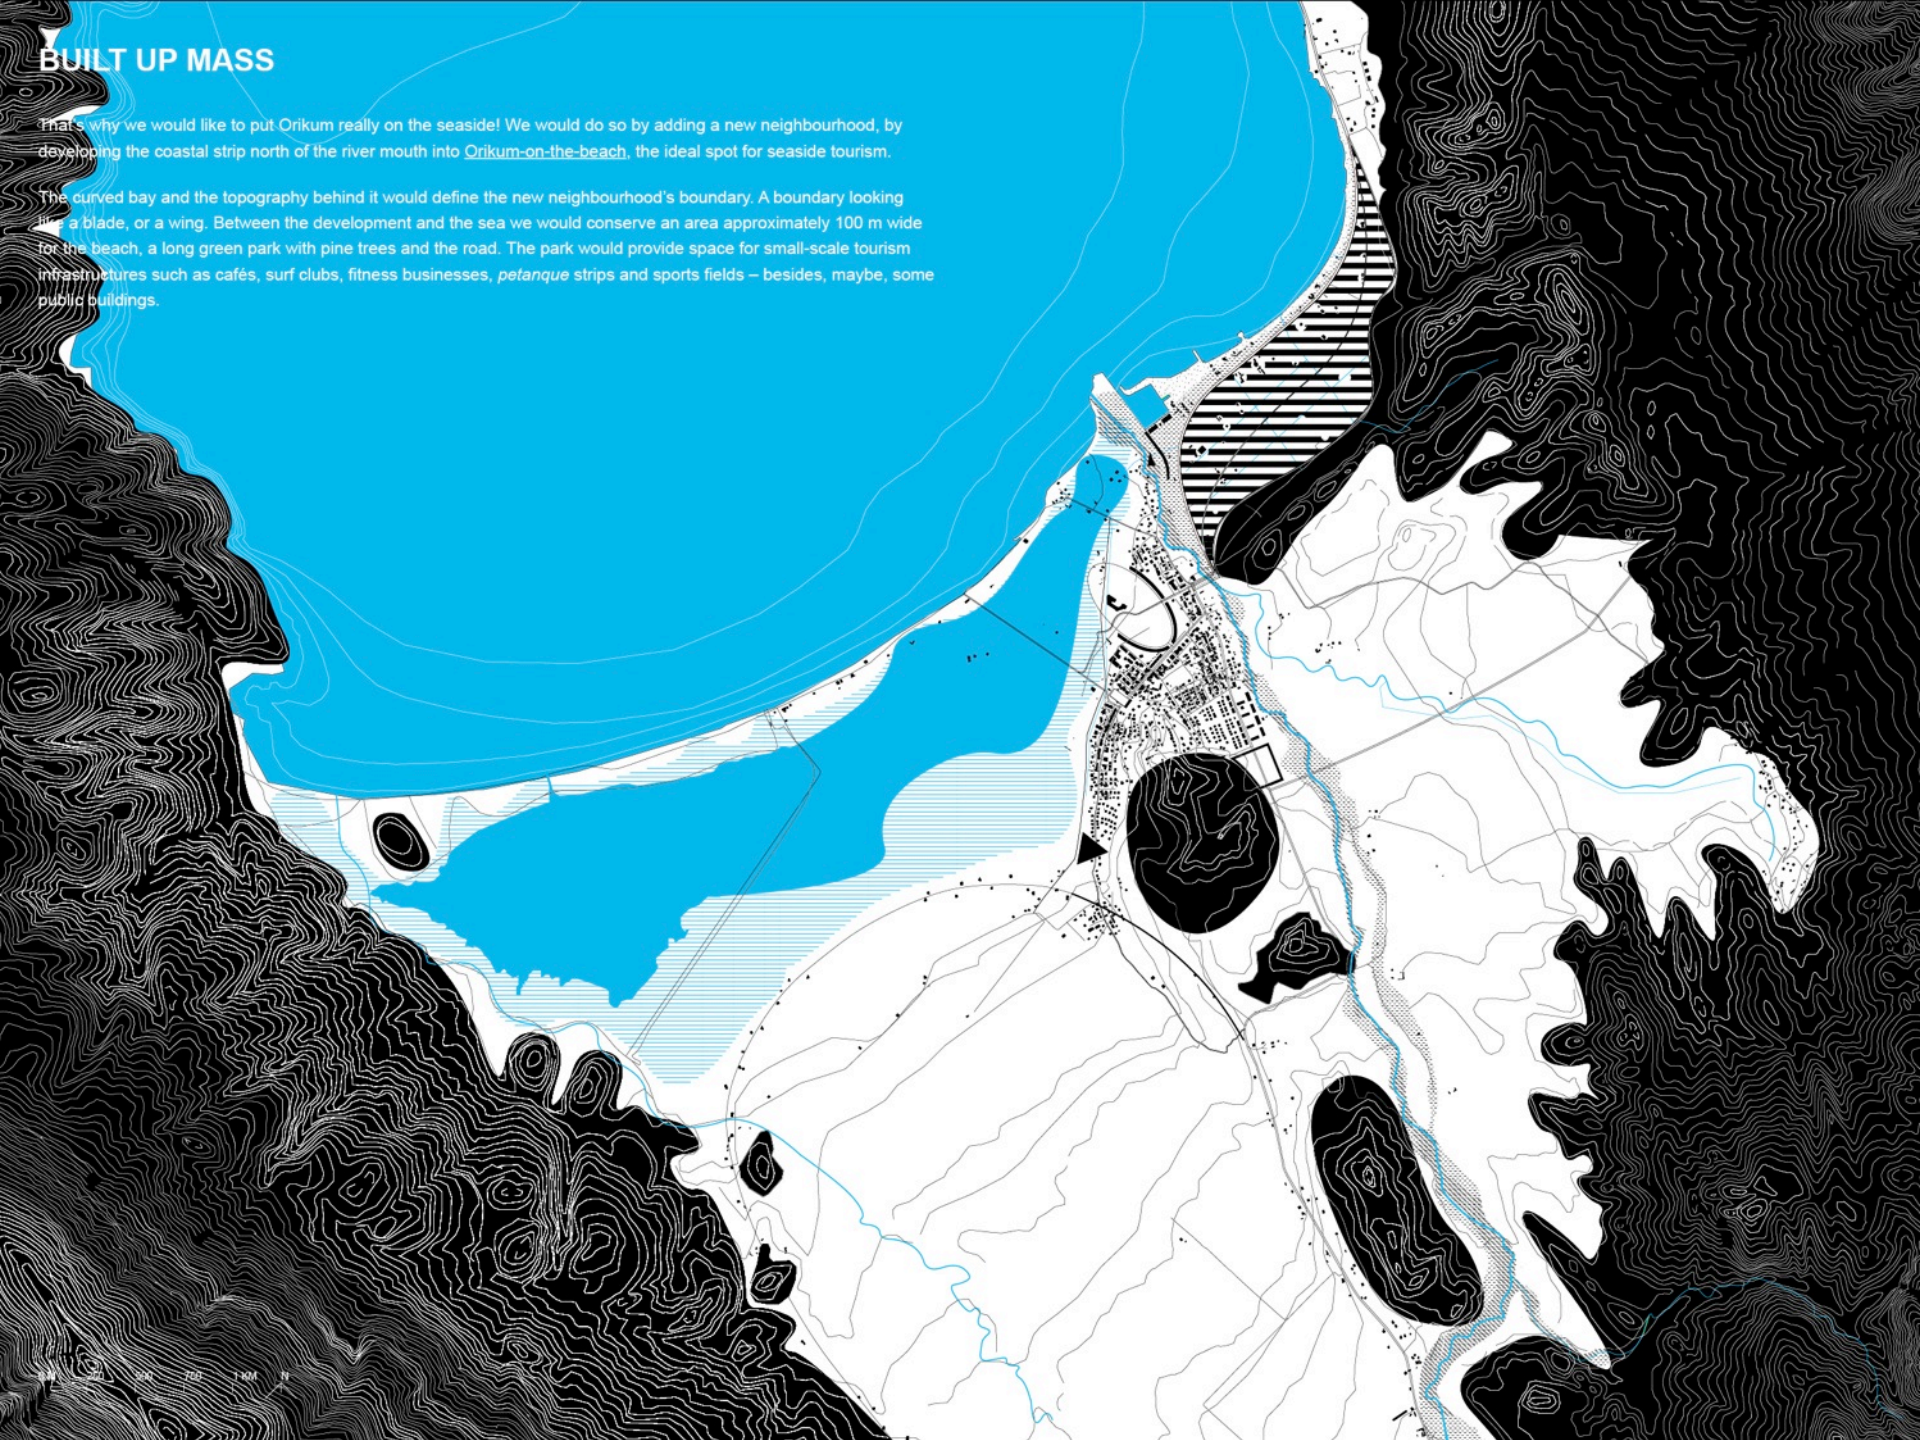 BUILT UP MASS
That's why we would like to put Orikum really on the seaside! We would do so by adding a new neighbourhood, by
developing the coastal strip north of the river mouth into Orikum-on-the-beach, the ideal spot for seaside tourism.
The curved bay and the topography behind it would define the new neighbourhood's boundary. A boundary looking
like a blade, or a wing. Between the development and the sea we would conserve an area approximately 100 m wide
for the beach, a long green park with pine trees and the road. The park would provide space for small-scale tourism
infrastructures such as cafés, surf clubs, fitness businesses, petanque strips and sports fields – besides, maybe, some
public buildings.
250 500 750 1 KM N